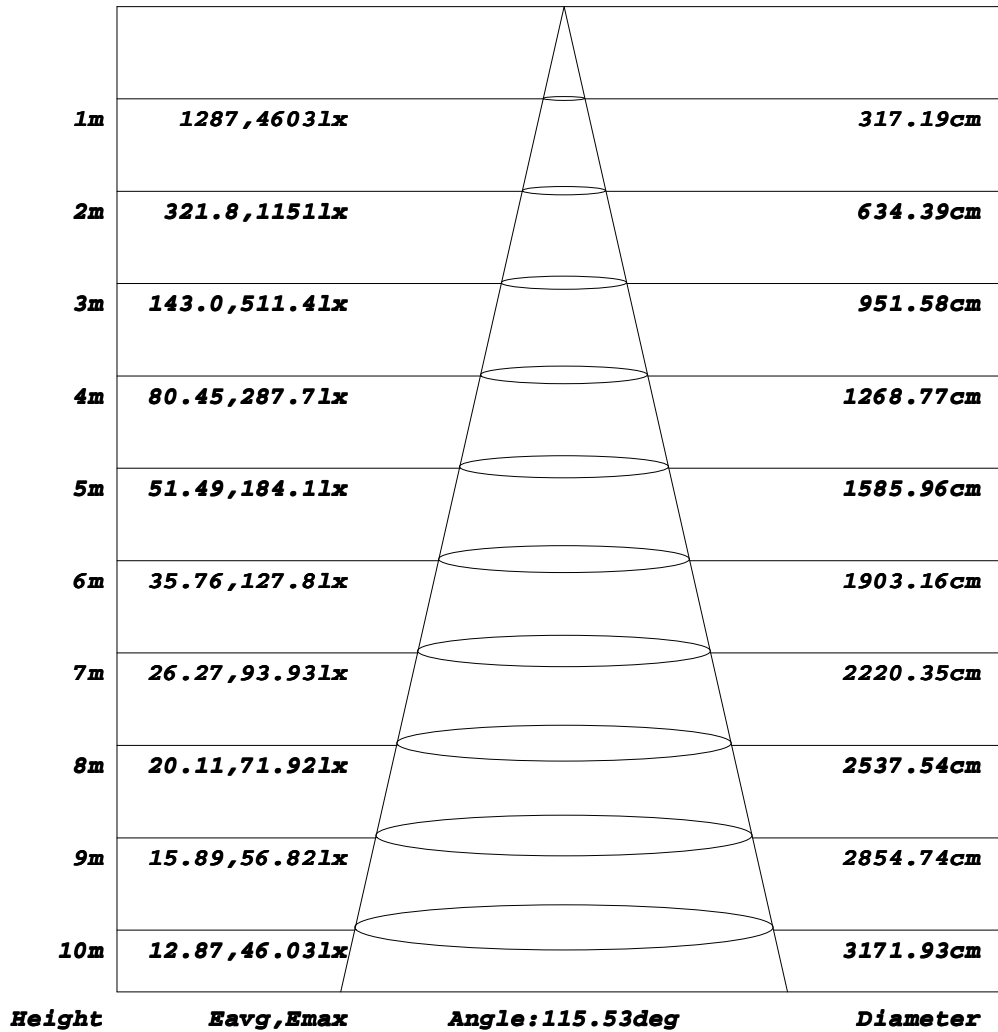 1m 1287,4603lx 317.19cm
2m 321.8,1151lx 634.39cm
3m 143.0,511.4lx 951.58cm
4m 80.45,287.7lx 1268.77cm
5m 51.49,184.1lx 1585.96cm
6m 35.76,127.8lx 1903.16cm
7m 26.27,93.93lx 2220.35cm
8m 20.11,71.92lx 2537.54cm
9m 15.89,56.82lx 2854.74cm
10m 12.87,46.03lx 3171.93cm
Height Eavg,Emax Angle:115.53deg Diameter